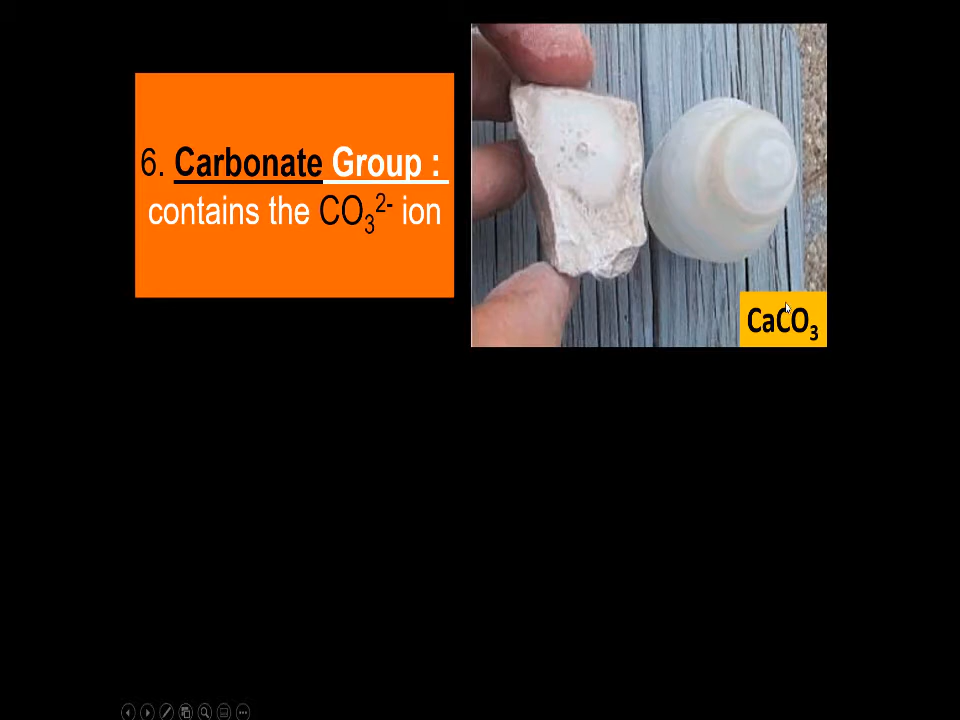 6. Carbonate Group :
contains the CO₃²⁻ ion
CaCO₃